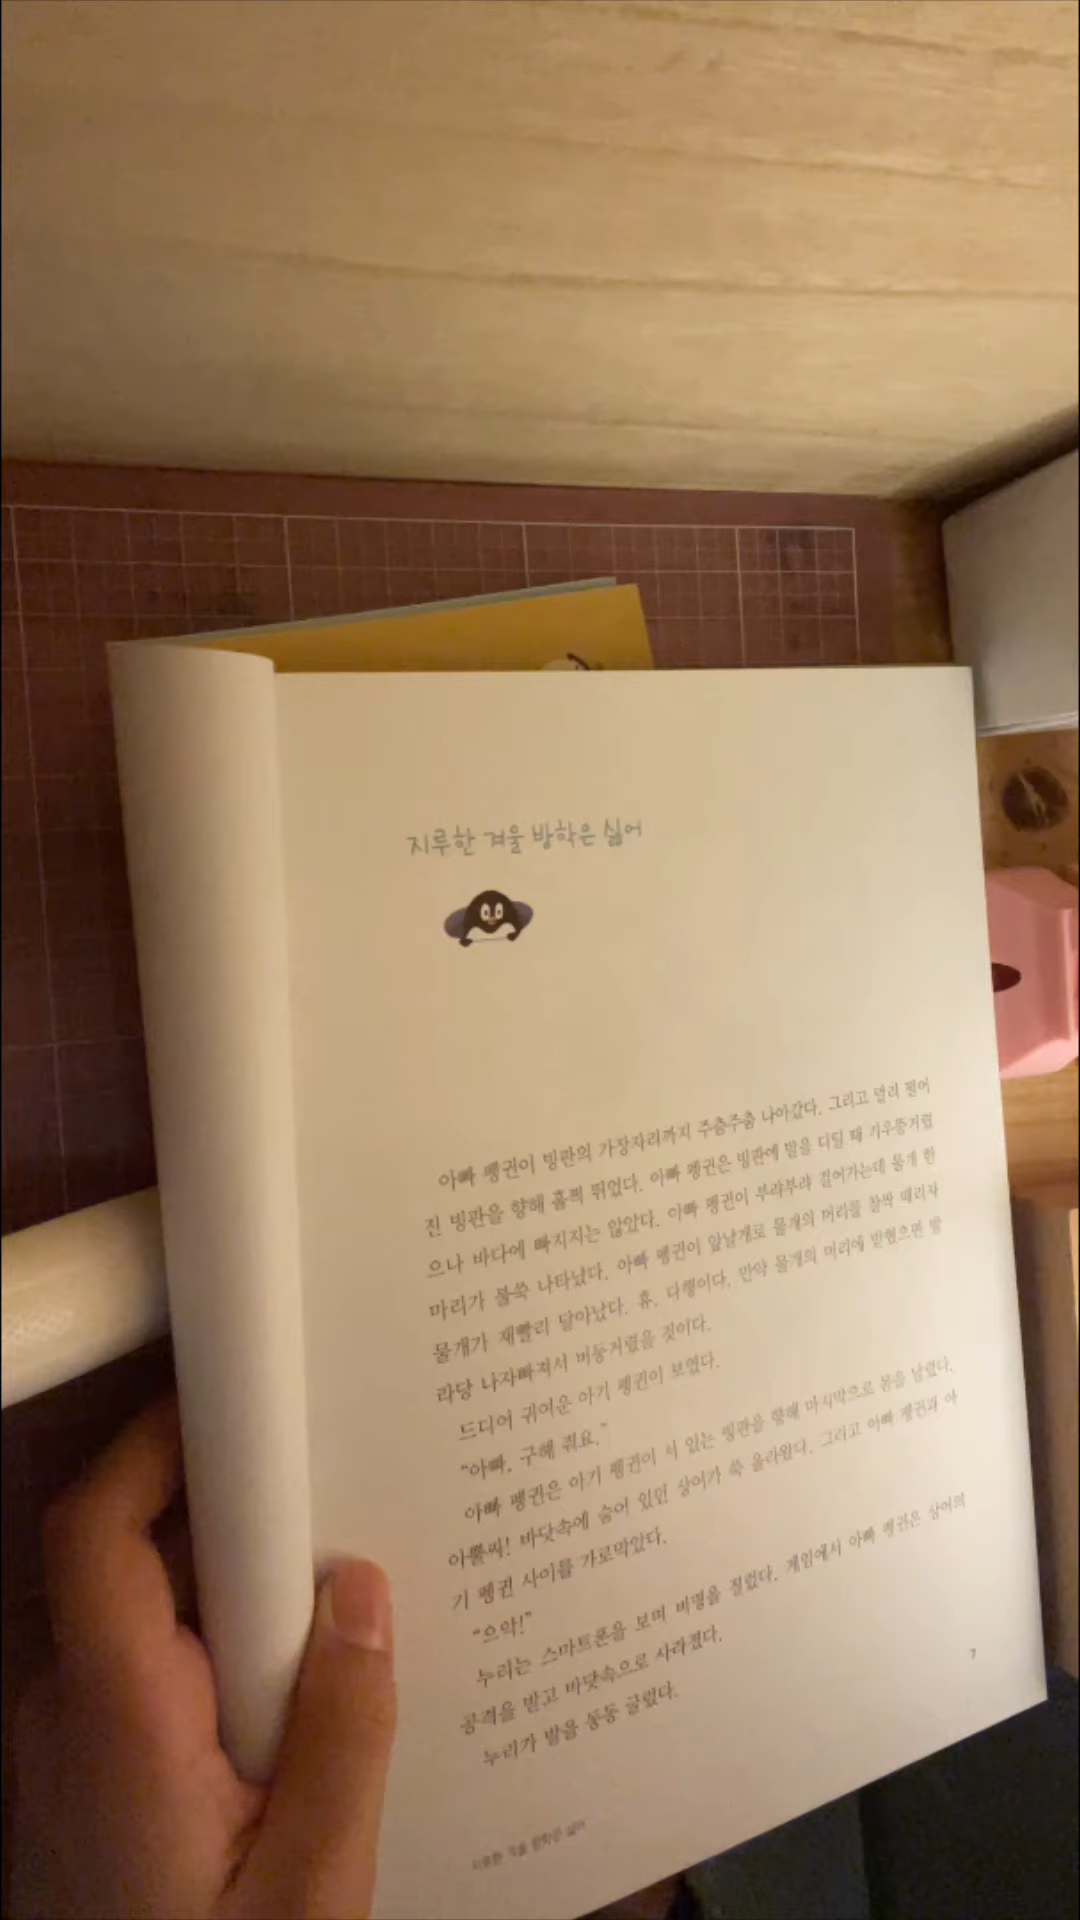 지루한 겨울 방학은 싫어
아빠 펭귄이 빙판의 가장자리까지 주춤주춤 나아갔다. 그리고 멀리 떨어
진 빙판을 향해 훌쩍 뛰었다. 아빠 펭귄은 빙판에 발을 디딜 때 기우뚱거렸
으나 바다에 빠지지는 않았다. 아빠 펭귄이 부랴부랴 걸어가는데 물개 한
마리가 불쑥 나타났다. 아빠 펭귄이 앞날개로 물개의 머리를 찰싹 때리자
물개가 재빨리 달아났다. 휴, 다행이다. 만약 물개의 머리에 받혔으면 발
라당 나자빠져서 버둥거렸을 것이다.
드디어 귀여운 아기 펭귄이 보였다.
“아빠, 구해 줘요.”
아빠 펭귄은 아기 펭귄이 서 있는 빙판을 향해 마지막으로 몸을 날렸다.
아뿔싸! 바닷속에 숨어 있던 상어가 쑥 올라왔다. 그리고 아빠 펭귄과 아
기 펭귄 사이를 가로막았다.
“으악!”
누리는 스마트폰을 보며 비명을 질렀다. 게임에서 아빠 펭귄은 상어의
공격을 받고 바닷속으로 사라졌다.
누리가 발을 동동 굴렀다.
지루한 겨울 방학은 싫어
7